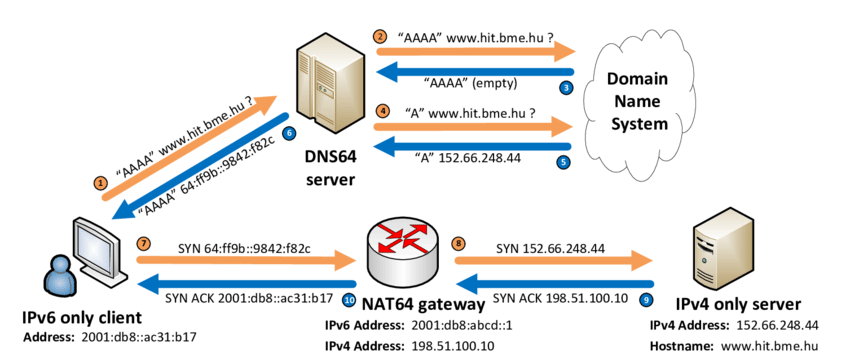 2
"AAAA" www.hit.bme.hu ?
"AAAA" (empty)
3
4
"A" www.hit.bme.hu ?
"A" 152.66.248.44
5
Domain
Name
System
DNS64
server
1
"AAAA" www.hit.bme.hu ?
6
"AAAA" 64:ff9b::9842:f82c
7
SYN 64:ff9b::9842:f82c
SYN ACK 2001:db8::ac31:b17
10
8
SYN 152.66.248.44
SYN ACK 198.51.100.10
9
IPv6 only client
Address: 2001:db8::ac31:b17
NAT64 gateway
IPv6 Address: 2001:db8:abcd::1
IPv4 Address: 198.51.100.10
IPv4 only server
IPv4 Address: 152.66.248.44
Hostname: www.hit.bme.hu